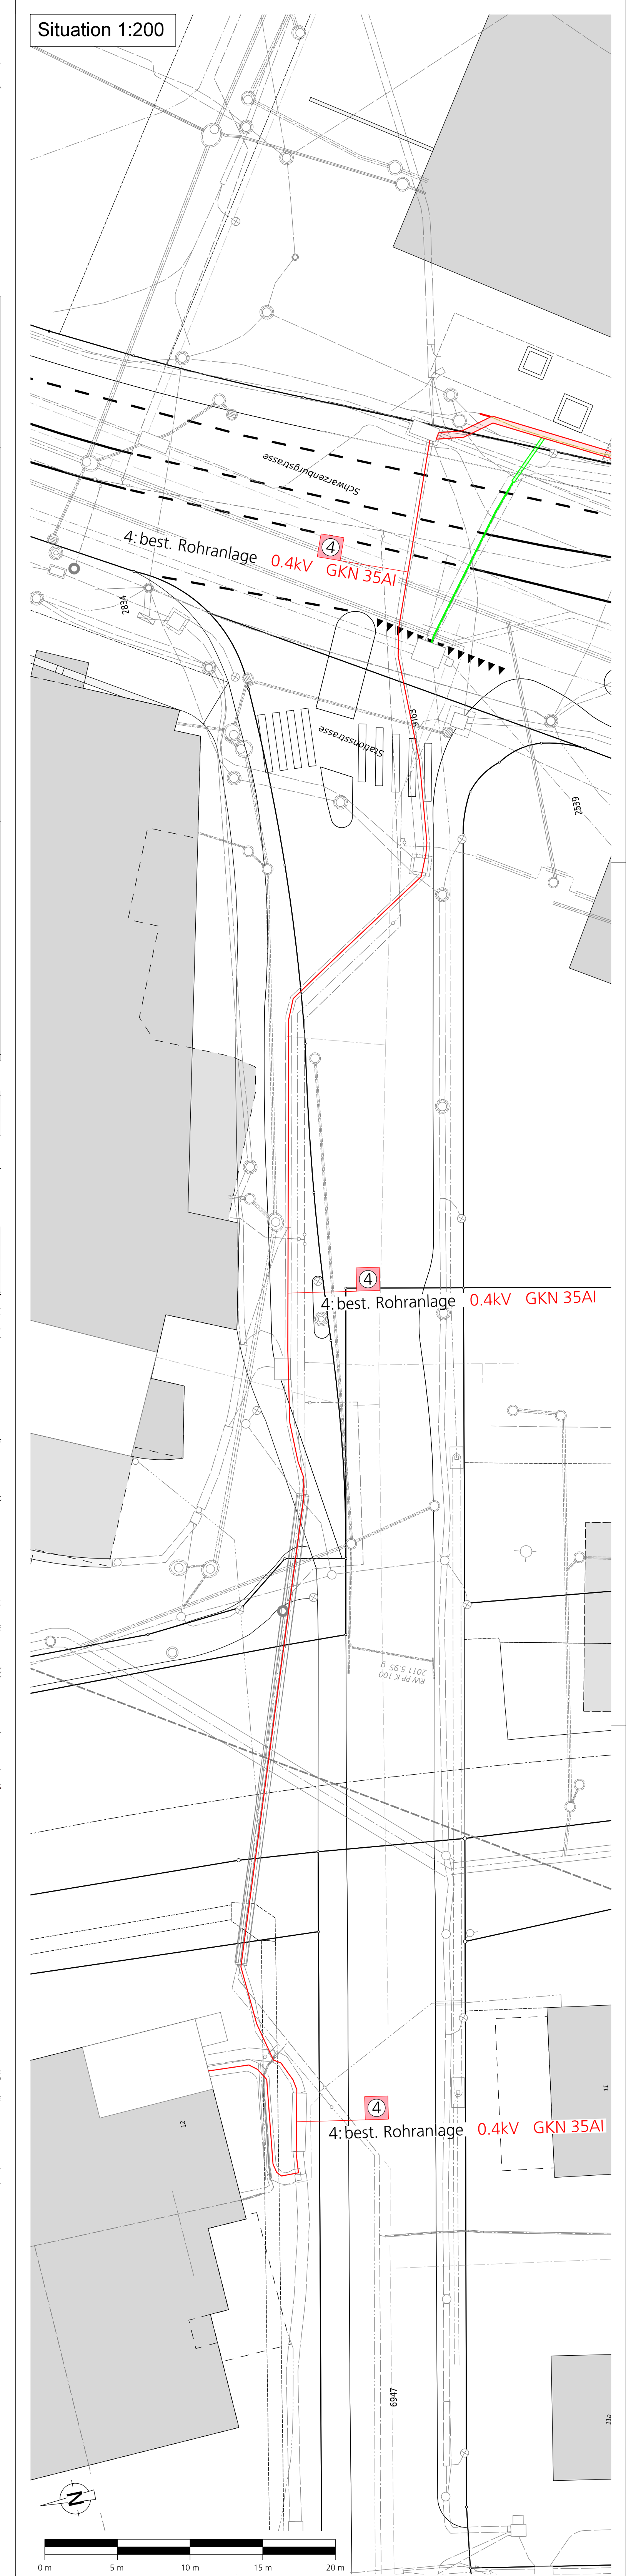 Situation 1:200
Schwarzenburgstrasse
4
4: best. Rohranlage 0.4kV GKN 35Al
2834
9163
Stationsstrasse
2539
4
4: best. Rohranlage 0.4kV GKN 35Al
RW PP K 100
2011 5.95 g
4
4: best. Rohranlage 0.4kV GKN 35Al
12
11
6947
11a
N
0 m 5 m 10 m 15 m 20 m